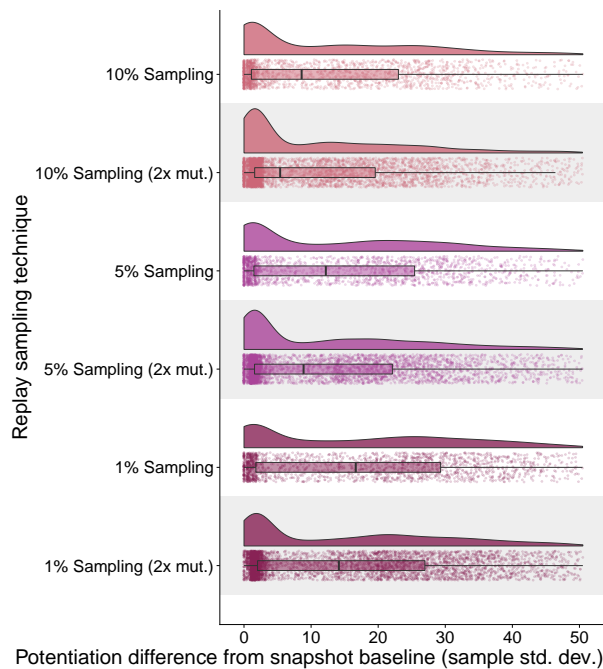 Replay sampling technique
10% Sampling
10% Sampling (2x mut.)
5% Sampling
5% Sampling (2x mut.)
1% Sampling
1% Sampling (2x mut.)
0 10 20 30 40 50
Potentiation difference from snapshot baseline (sample std. dev.)